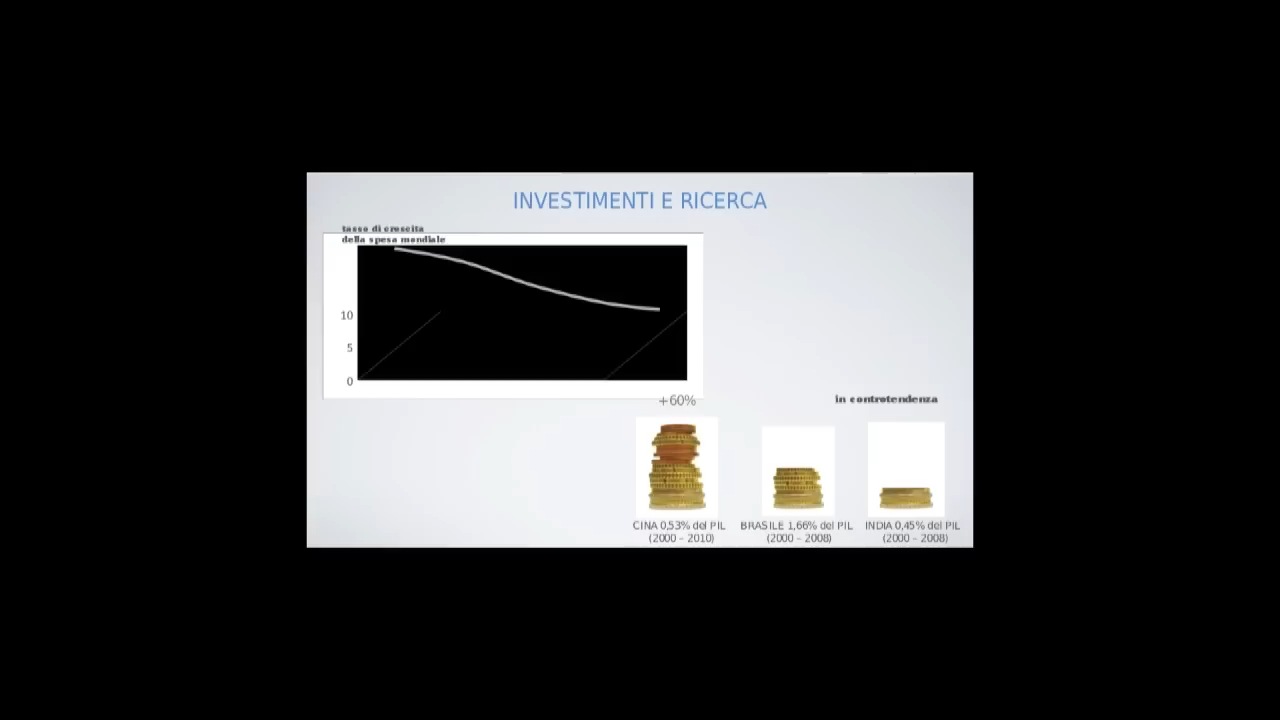 INVESTIMENTI E RICERCA
tasso di crescita
della spesa mondiale
10
5
0
+60%
in controtendenza
CINA 0,53% del PIL
(2000 – 2010)
BRASILE 1,66% del PIL
(2000 – 2008)
INDIA 0,45% del PIL
(2000 – 2008)